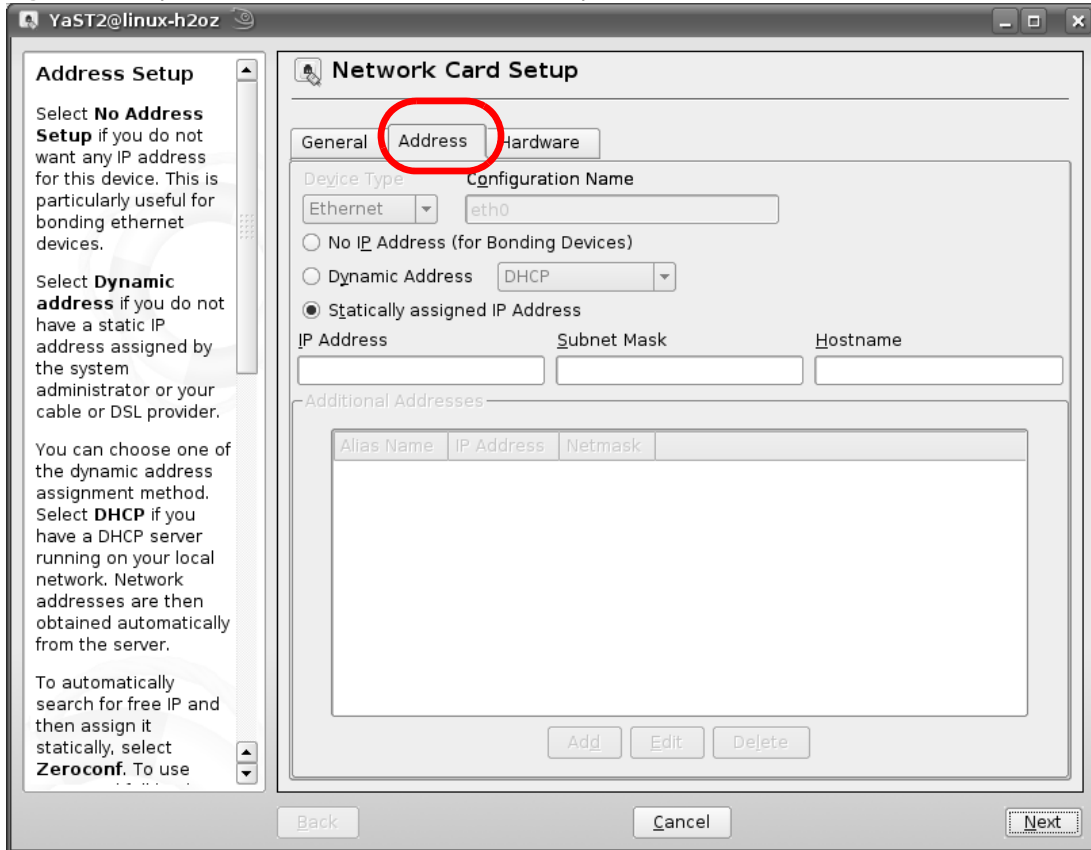 YaST2@linux-h2oz
Address Setup
Select No Address
Setup if you do not
want any IP address
for this device. This is
particularly useful for
bonding ethernet
devices.
Select Dynamic
address if you do not
have a static IP
address assigned by
the system
administrator or your
cable or DSL provider.
You can choose one of
the dynamic address
assignment method.
Select DHCP if you
have a DHCP server
running on your local
network. Network
addresses are then
obtained automatically
from the server.
To automatically
search for free IP and
then assign it
statically, select
Zeroconf. To use
Network Card Setup
General Address Hardware
Device Type Configuration Name
Ethernet eth0
No IP Address (for Bonding Devices)
Dynamic Address DHCP
Statically assigned IP Address
IP Address Subnet Mask Hostname
Additional Addresses
Alias Name IP Address Netmask
Add Edit Delete
Back Cancel Next